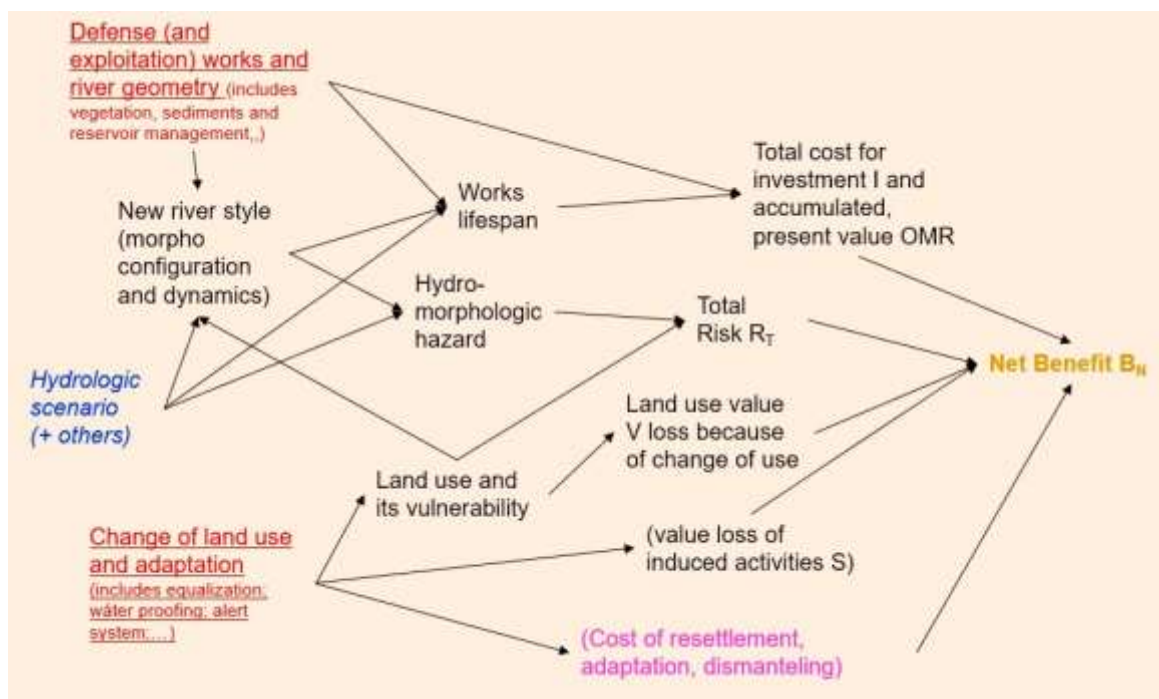 Defense (and
exploitation) works and
river geometry (includes
vegetation, sediments and
reservoir management,,)
New river style
(morpho
configuration
and dynamics)
Works
lifespan
Total cost for
investment I and
accumulated,
present value OMR
Hydro-
morphologic
hazard
Total
Risk R_T
Net Benefit B_N
Hydrologic
scenario
(+ others)
Land use value
V loss because
of change of use
Land use and
its vulnerability
Change of land use
and adaptation
(includes equalization;
wáter proofing; alert
system;…)
(value loss of
induced activities S)
(Cost of resettlement,
adaptation, dismanteling)